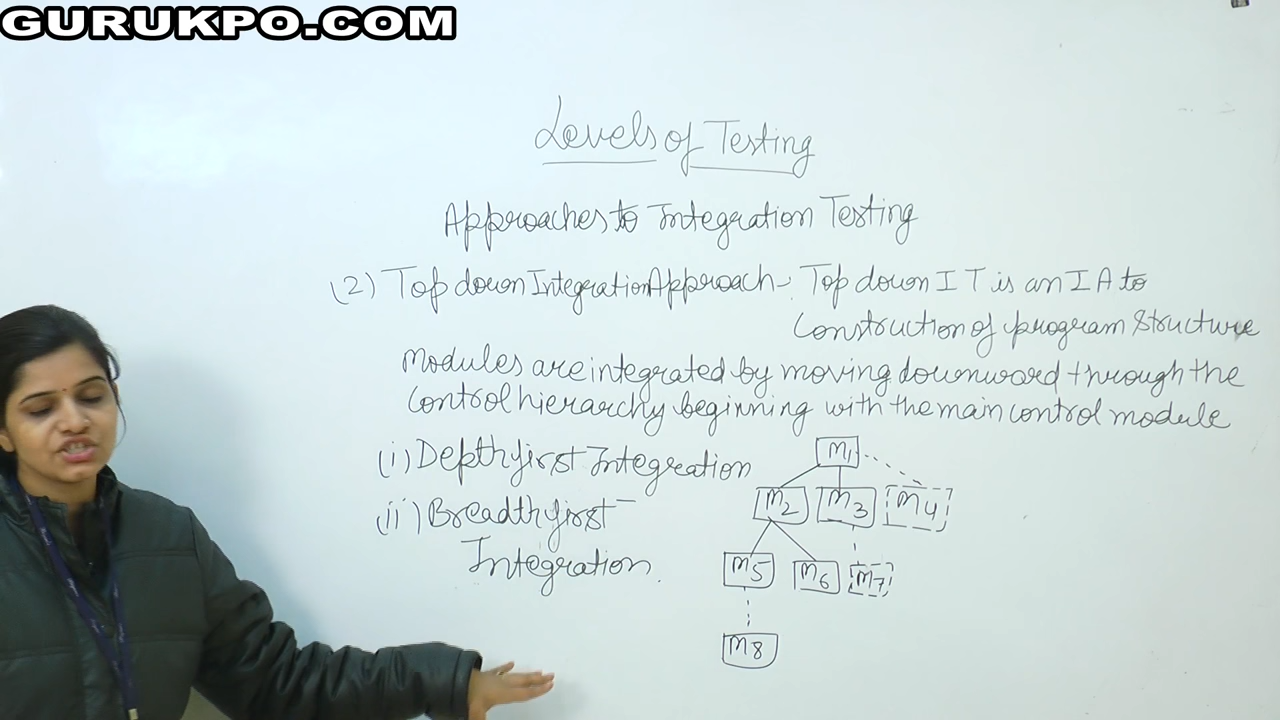 GURUKPO.COM
Levels of Testing
Approaches to Integration Testing
(2) Top down Integration Approach - Top down I T is an I A to
Construction of program Structure
Modules are integrated by moving downward through the
Control hierarchy beginning with the main control module
(i) Depth first Integration
(ii) Breadth first -
Integration.
M1
M2 M3 M4
M5 M6 M7
M8